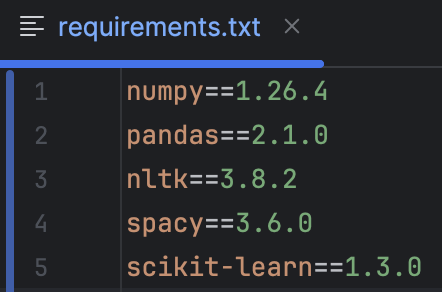 requirements.txt
1 numpy==1.26.4
2 pandas==2.1.0
3 nltk==3.8.2
4 spacy==3.6.0
5 scikit-learn==1.3.0